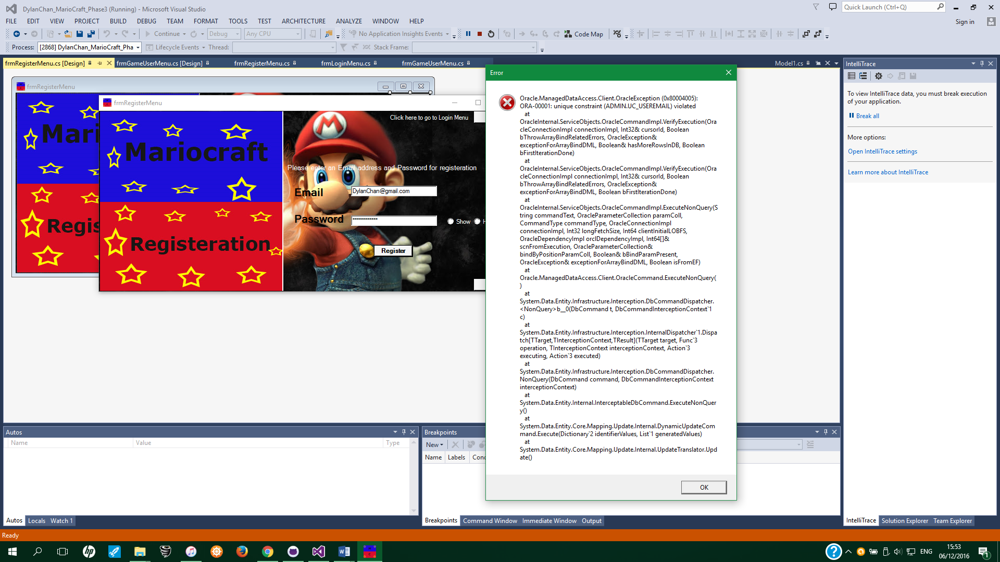 DylanChan_MarioCraft_Phase3 (Running) - Microsoft Visual Studio
Quick Launch (Ctrl+Q)
FILE EDIT VIEW PROJECT BUILD DEBUG TEAM FORMAT TOOLS TEST ARCHITECTURE ANALYZE WINDOW HELP
Sign in
Continue Debug Any CPU No Application Insights Events Code Map
Process: [2868] DylanChan_MarioCraft_Pha Lifecycle Events Thread: Stack Frame:
frmRegisterMenu.cs [Design] frmGameUserMenu.cs [Design] frmRegisterMenu.cs frmLoginMenu.cs frmGameUserMenu.cs Model1.cs
frmRegisterMenu
Mari
Regis
frmRegisterMenu
Mariocraft
Registeration
Click here to go to Login Menu
Please enter an Email address and Password for registeration
Email DylanChan@gmail.com
Password ************ Show H
Register
Error
Oracle.ManagedDataAccess.Client.OracleException (0x80004005):
ORA-00001: unique constraint (ADMIN.UC_USEREMAIL) violated
at
OracleInternal.ServiceObjects.OracleCommandImpl.VerifyExecution(Ora
cleConnectionImpl connectionImpl, Int32& cursorId, Boolean
bThrowArrayBindRelatedErrors, OracleException&
exceptionForArrayBindDML, Boolean& hasMoreRowsInDB, Boolean
bFirstIterationDone)
at
OracleInternal.ServiceObjects.OracleCommandImpl.VerifyExecution(Ora
cleConnectionImpl connectionImpl, Int32& cursorId, Boolean
bThrowArrayBindRelatedErrors, OracleException&
exceptionForArrayBindDML, Boolean bFirstIterationDone)
at
OracleInternal.ServiceObjects.OracleCommandImpl.ExecuteNonQuery(S
tring commandText, OracleParameterCollection paramColl,
CommandType commandType, OracleConnectionImpl
connectionImpl, Int32 longFetchSize, Int64 clientInitialLOBFS,
OracleDependencyImpl orclDependencyImpl, Int64[]&
scnFromExecution, OracleParameterCollection&
bindByPositionParamColl, Boolean& bBindParamPresent,
OracleException& exceptionForArrayBindDML, Boolean isFromEF)
at
Oracle.ManagedDataAccess.Client.OracleCommand.ExecuteNonQuery(
)
at
System.Data.Entity.Infrastructure.Interception.DbCommandDispatcher.
<NonQuery>b__0(DbCommand t, DbCommandInterceptionContext`1
c)
at
System.Data.Entity.Infrastructure.Interception.InternalDispatcher`1.Dispa
tch[TTarget,TInterceptionContext,TResult](TTarget target, Func`3
operation, TInterceptionContext interceptionContext, Action`3
executing, Action`3 executed)
at
System.Data.Entity.Infrastructure.Interception.DbCommandDispatcher.
NonQuery(DbCommand command, DbCommandInterceptionContext
interceptionContext)
at
System.Data.Entity.Internal.InterceptableDbCommand.ExecuteNonQuer
y()
at
System.Data.Entity.Core.Mapping.Update.Internal.DynamicUpdateCom
mand.Execute(Dictionary`2 identifierValues, List`1 generatedValues)
at
System.Data.Entity.Core.Mapping.Update.Internal.UpdateTranslator.Upd
ate()
OK
IntelliTrace
To view IntelliTrace data, you must break execution
of your application.
Break all
More options:
Open IntelliTrace settings
Learn more about IntelliTrace
Autos
Name Value Type
Autos Locals Watch 1
Breakpoints
New
Name Labels Conc
Breakpoints Command Window Immediate Window Output
IntelliTrace Solution Explorer Team Explorer
Ready
ENG
15:53
06/12/2016
1